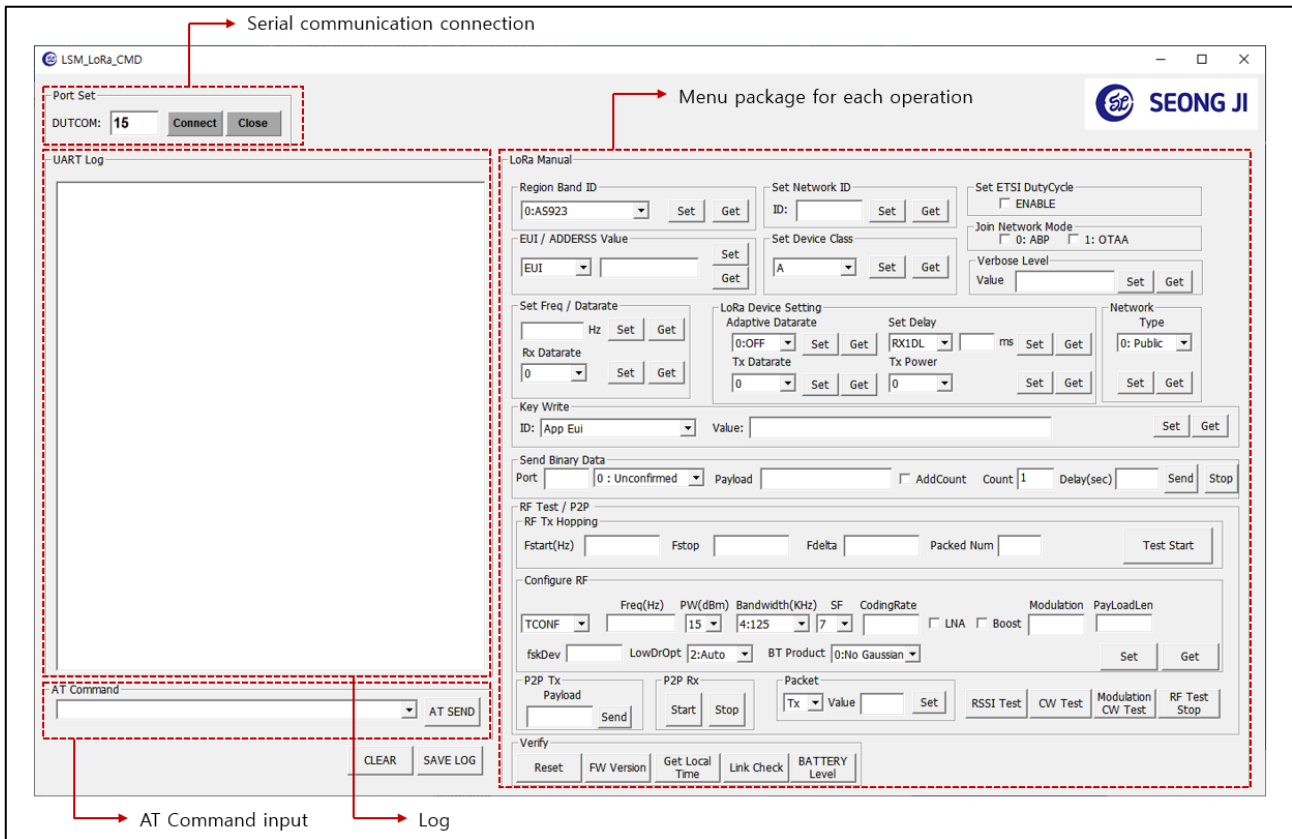 Serial communication connection
LSM_LoRa_CMD
Port Set
DUTCOM: 15 Connect Close
Menu package for each operation
SEONG JI
UART Log
LoRa Manual
Region Band ID
0:AS923 Set Get
Set Network ID
ID: Set Get
Set ETSI DutyCycle
ENABLE
Join Network Mode
0: ABP 1: OTAA
EUI / ADDERSS Value
EUI Set Get
Set Device Class
A Set Get
Verbose Level
Value Set Get
Set Freq / Datarate
Hz Set Get
Rx Datarate
0 Set Get
LoRa Device Setting
Adaptive Datarate Set Delay
0:OFF Set Get RX1DL ms Set Get
Tx Datarate Tx Power
0 Set Get 0 Set Get
Network
Type
0: Public
Set Get
Key Write
ID: App Eui Value: Set Get
Send Binary Data
Port 0 : Unconfirmed Payload AddCount Count 1 Delay(sec) Send Stop
RF Test / P2P
RF Tx Hopping
Fstart(Hz) Fstop Fdelta Packed Num Test Start
Configure RF
Freq(Hz) PW(dBm) Bandwidth(KHz) SF CodingRate Modulation PayLoadLen
TCONF 15 4:125 7 LNA Boost
fskDev LowDrOpt 2:Auto BT Product 0:No Gaussian Set Get
P2P Tx
Payload
Send
P2P Rx
Start Stop
Packet
Tx Value Set
RSSI Test CW Test Modulation CW Test RF Test Stop
AT Command
AT SEND
CLEAR SAVE LOG
Verify
Reset FW Version Get Local Time Link Check BATTERY Level
AT Command input
Log